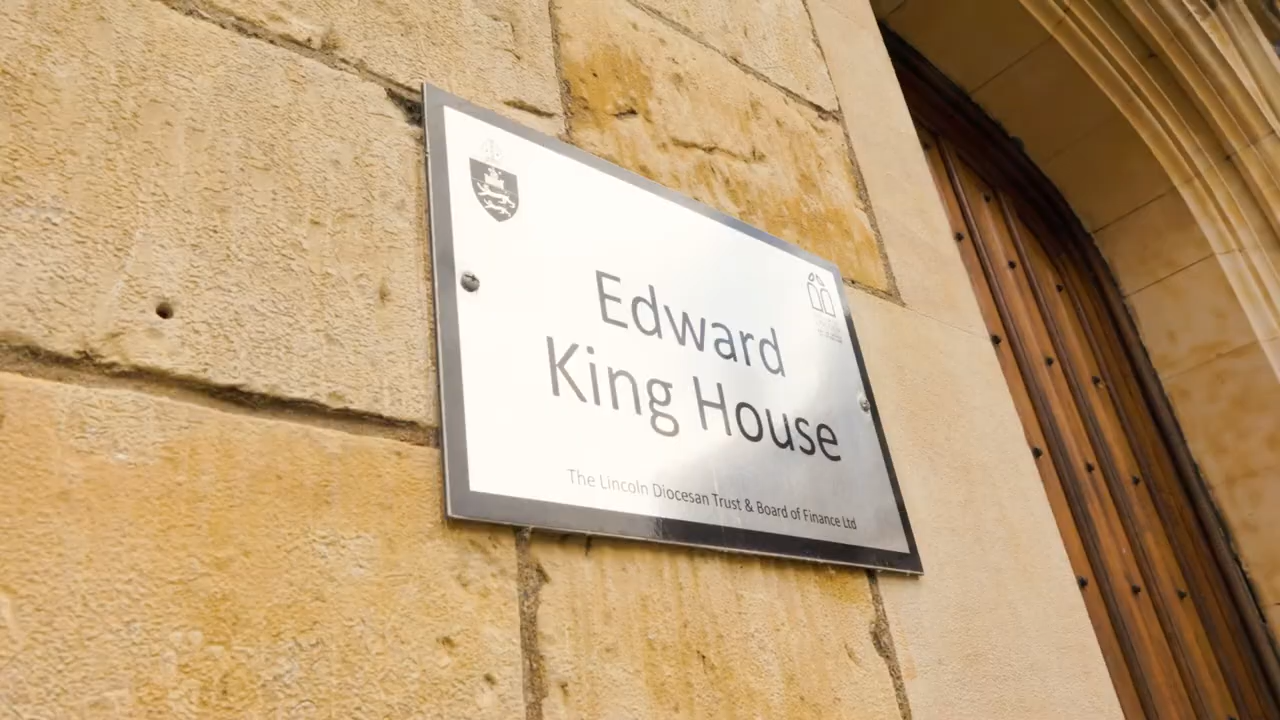 Edward
King House
The Lincoln Diocesan Trust & Board of Finance Ltd